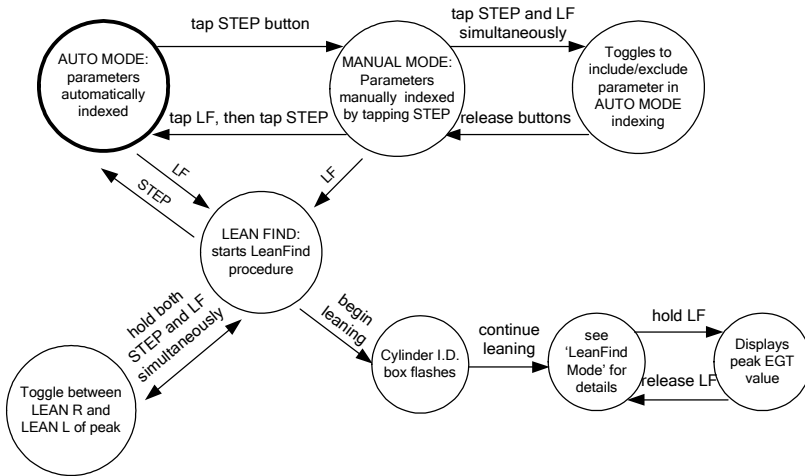 tap STEP button
tap STEP and LF
simultaneously
AUTO MODE:
parameters
automatically
indexed
MANUAL MODE:
Parameters
manually indexed
by tapping STEP
Toggles to
include/exclude
parameter in
AUTO MODE
indexing
tap LF, then tap STEP
release buttons
LF
STEP
LF
LEAN FIND:
starts LeanFind
procedure
hold both
STEP and LF
simultaneously
begin
leaning
Toggle between
LEAN R and
LEAN L of peak
Cylinder I.D.
box flashes
continue
leaning
see
'LeanFind
Mode' for
details
hold LF
release LF
Displays
peak EGT
value